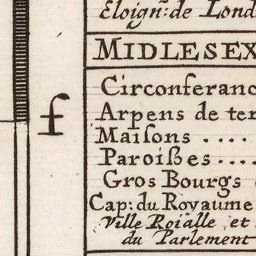 Eloign: de Lond
MIDLESEX
Circonferanc
Arpens de ter
f
Maiſons ....
Paroiſſes ....
Gros Bourgs
Cap: du Royaume
Ville Roialle et
du Parlement